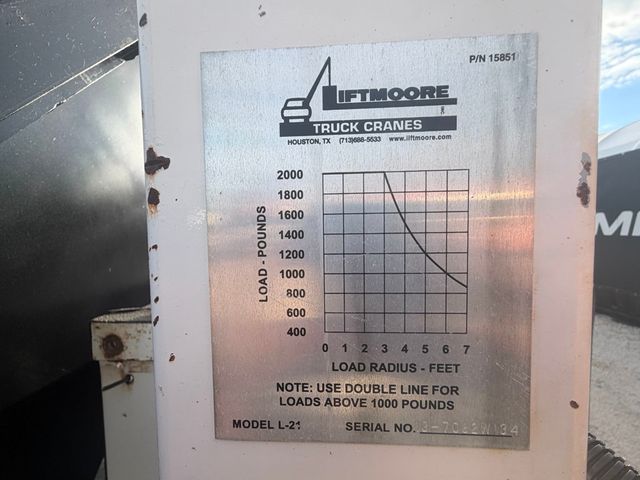 P/N 15851
LIFTMOORE
TRUCK CRANES
HOUSTON, TX (713)688-5533 www.liftmoore.com
LOAD - POUNDS
2000
1800
1600
1400
1200
1000
800
600
400
0 1 2 3 4 5 6 7
LOAD RADIUS - FEET
NOTE: USE DOUBLE LINE FOR
LOADS ABOVE 1000 POUNDS
MODEL L-21 SERIAL NO.